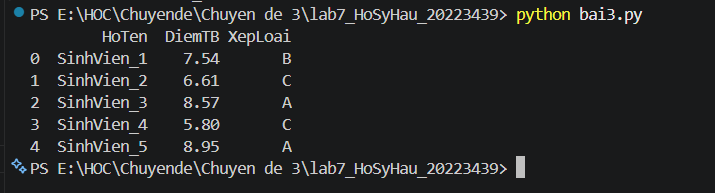 PS E:\HOC\Chuyende\Chuyen de 3\lab7_HoSyHau_20223439> python bai3.py
HoTen DiemTB XepLoai
0 SinhVien_1 7.54 B
1 SinhVien_2 6.61 C
2 SinhVien_3 8.57 A
3 SinhVien_4 5.80 C
4 SinhVien_5 8.95 A
PS E:\HOC\Chuyende\Chuyen de 3\lab7_HoSyHau_20223439>